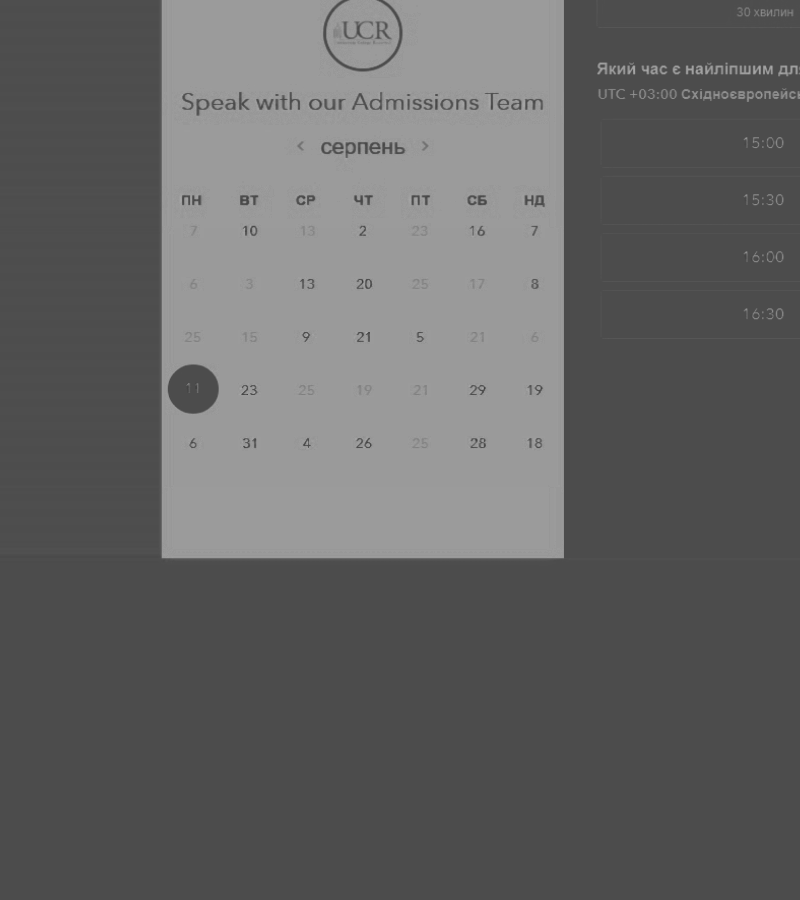 UCR
Speak with our Admissions Team
< серпень >
ПН ВТ СР ЧТ ПТ СБ НД
7 10 13 2 23 16 7
6 3 13 20 25 17 8
25 15 9 21 5 21 6
11 23 25 19 21 29 19
6 31 4 26 25 28 18
30 хвилин
Який час є найліпшим
UTC +03:00
15:00
15:30
16:00
16:30